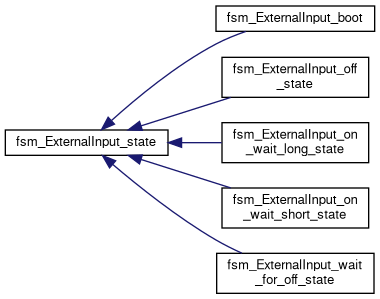 fsm_ExternalInput_boot
fsm_ExternalInput_off
_state
fsm_ExternalInput_state
fsm_ExternalInput_on
_wait_long_state
fsm_ExternalInput_on
_wait_short_state
fsm_ExternalInput_wait
_for_off_state